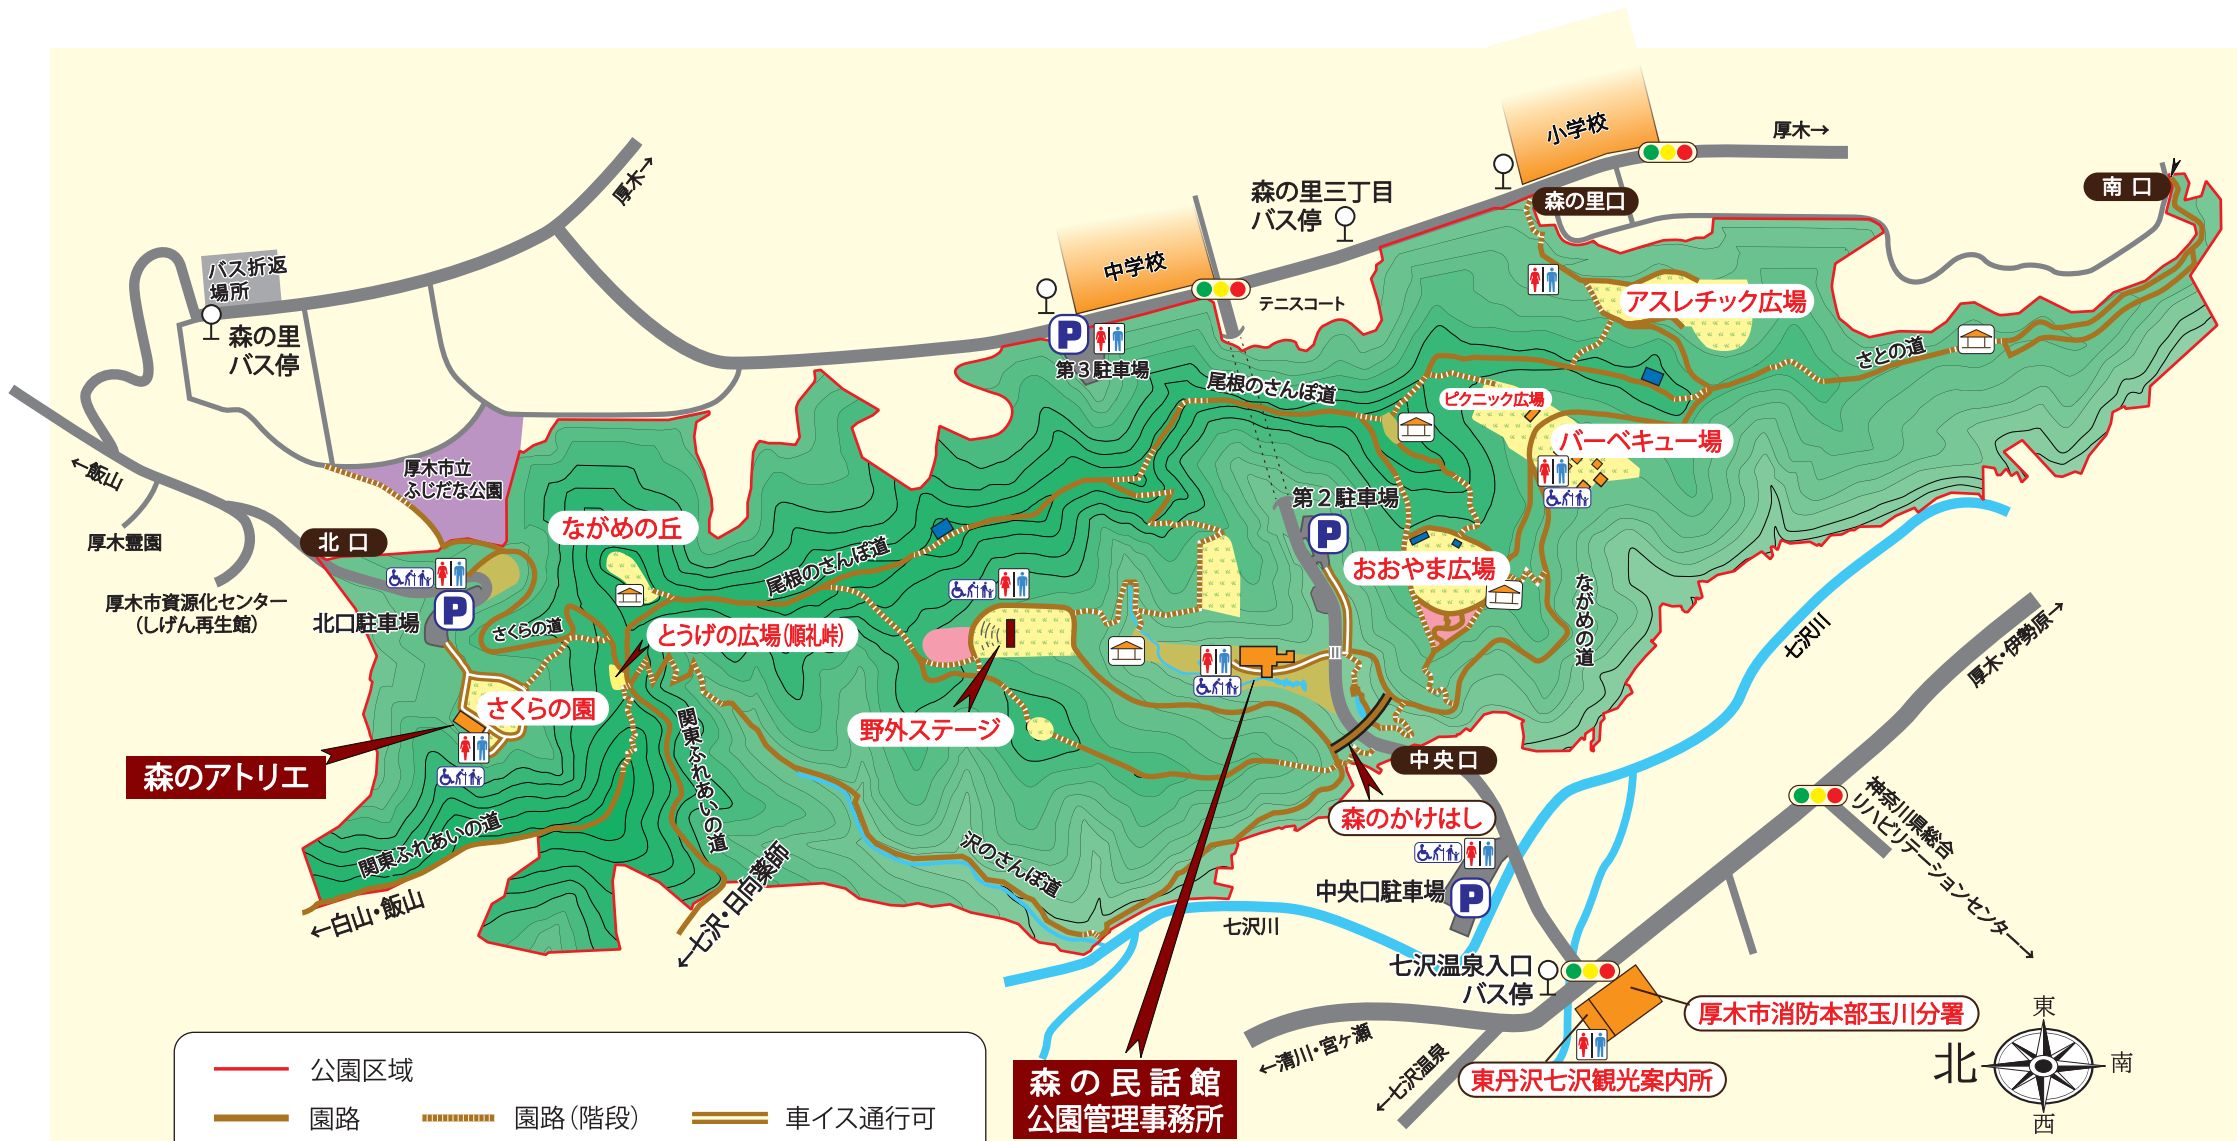 小学校
厚木→
厚木→
森の里三丁目
バス停
森の里口
南 口
バス折返
場所
中学校
テニスコート
アスレチック広場
森の里
バス停
第3駐車場
さとの道
尾根のさんぽ道
ピクニック広場
バーベキュー場
←飯山
厚木市立
ふじだな公園
第2駐車場
ながめの丘
厚木霊園
北 口
尾根のさんぽ道
おおやま広場
ながめの道
厚木市資源化センター
(しげん再生館)
北口駐車場
さくらの道
とうげの広場(順礼峠)
七沢川
厚木・伊勢原→
さくらの園
野外ステージ
関東ふれあいの道
森のアトリエ
中央口
森のかけはし
神奈川県総合
リハビリテーションセンター→
関東ふれあいの道
沢のさんぽ道
←白山・飯山
←七沢・日向薬師
中央口駐車場
七沢川
七沢温泉入口
バス停
厚木市消防本部玉川分署
←清川・宮ヶ瀬
←七沢温泉
東丹沢七沢観光案内所
東
北
南
西
森の民話館
公園管理事務所
公園区域
園路
園路(階段)
車イス通行可
P
P
P
P